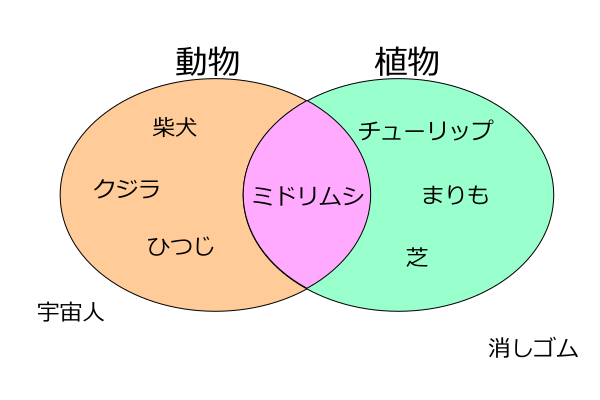 動物
植物
柴犬
チューリップ
クジラ
ミドリムシ
まりも
ひつじ
芝
宇宙人
消しゴム